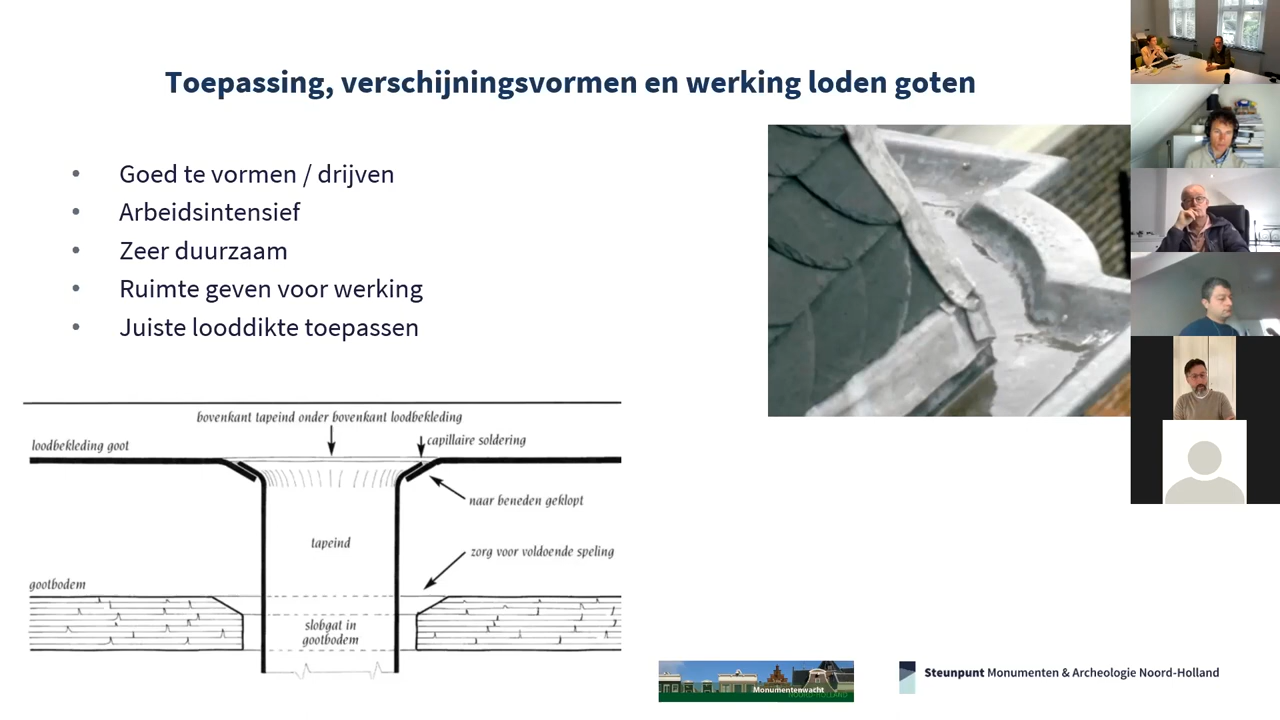 Toepassing, verschijningsvormen en werking loden goten
• Goed te vormen / drijven
• Arbeidsintensief
• Zeer duurzaam
• Ruimte geven voor werking
• Juiste looddikte toepassen
bovenkant tapeind onder bovenkant loodbekleding
capillaire soldering
loodbekleding goot
naar beneden geklopt
tapeind
zorg voor voldoende speling
gootbodem
slobgat in
gootbodem
Monumentenwacht
NOORD-HOLLAND
Steunpunt Monumenten & Archeologie Noord-Holland